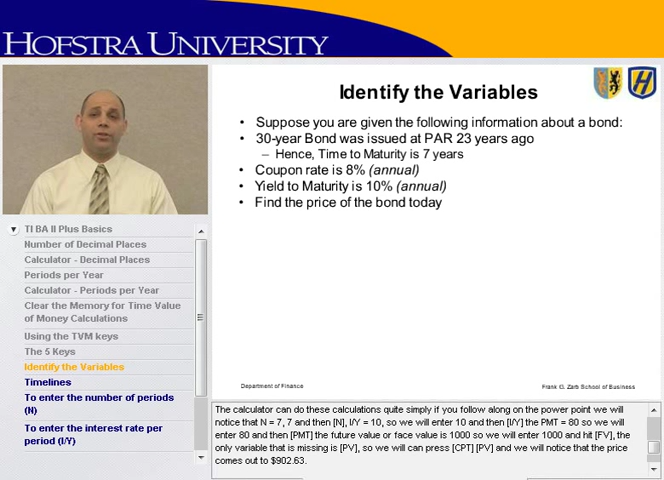 HOFSTRA UNIVERSITY
Identify the Variables
• Suppose you are given the following information about a bond:
• 30-year Bond was issued at PAR 23 years ago
– Hence, Time to Maturity is 7 years
• Coupon rate is 8% (annual)
• Yield to Maturity is 10% (annual)
• Find the price of the bond today
Department of Finance
Frank G. Zarb School of Business
TI BA II Plus Basics
Number of Decimal Places
Calculator - Decimal Places
Periods per Year
Calculator - Periods per Year
Clear the Memory for Time Value
of Money Calculations
Using the TVM keys
The 5 Keys
Identify the Variables
Timelines
To enter the number of periods
(N)
To enter the interest rate per
period (I/Y)
The calculator can do these calculations quite simply if you follow along on the power point we will
notice that N = 7, 7 and then [N], I/Y = 10, so we will enter 10 and then [I/Y] the PMT = 80 so we will
enter 80 and then [PMT] the future value or face value is 1000 so we will enter 1000 and hit [FV], the
only variable that is missing is [PV], so we will can press [CPT] [PV] and we will notice that the price
comes out to $902.63.